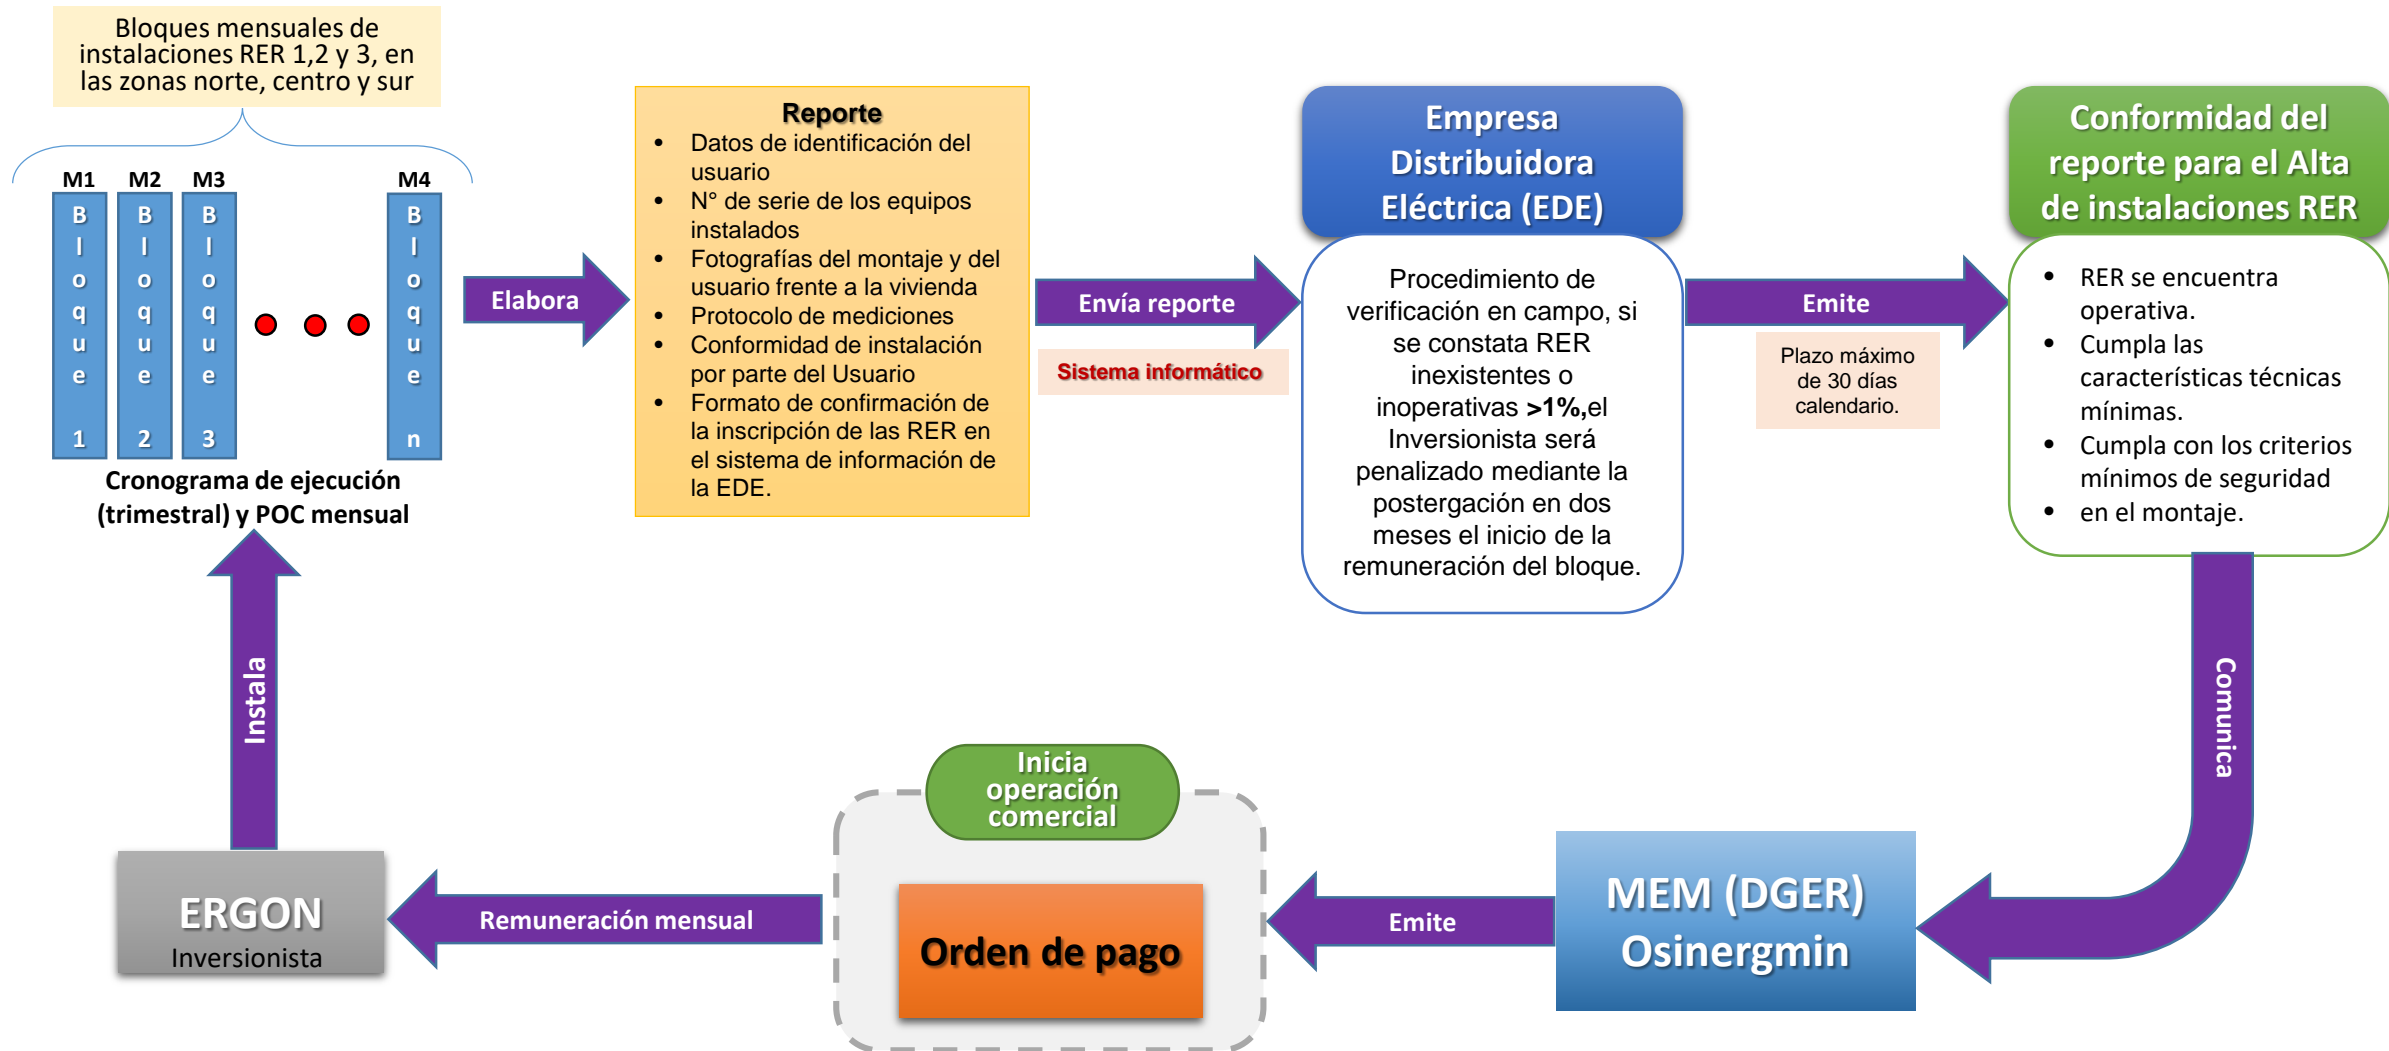 Bloques mensuales de
instalaciones RER 1,2 y 3, en
las zonas norte, centro y sur
M1
M2
M3
M4
Bloque 1
Bloque 2
Bloque 3
Bloque n
Cronograma de ejecución
(trimestral) y POC mensual
Elabora
Reporte
• Datos de identificación del
usuario
• N° de serie de los equipos
instalados
• Fotografías del montaje y del
usuario frente a la vivienda
• Protocolo de mediciones
• Conformidad de instalación
por parte del Usuario
• Formato de confirmación de
la inscripción de las RER en
el sistema de información de
la EDE.
Envía reporte
Sistema informático
Empresa
Distribuidora
Eléctrica (EDE)
Procedimiento de
verificación en campo, si
se constata RER
inexistentes o
inoperativas >1%,el
Inversionista será
penalizado mediante la
postergación en dos
meses el inicio de la
remuneración del bloque.
Emite
Plazo máximo
de 30 días
calendario.
Conformidad del
reporte para el Alta
de instalaciones RER
• RER se encuentra
operativa.
• Cumpla las
características técnicas
mínimas.
• Cumpla con los criterios
mínimos de seguridad
• en el montaje.
Comunica
MEM (DGER)
Osinergmin
Emite
Inicia
operación
comercial
Orden de pago
Remuneración mensual
ERGON
Inversionista
Instala